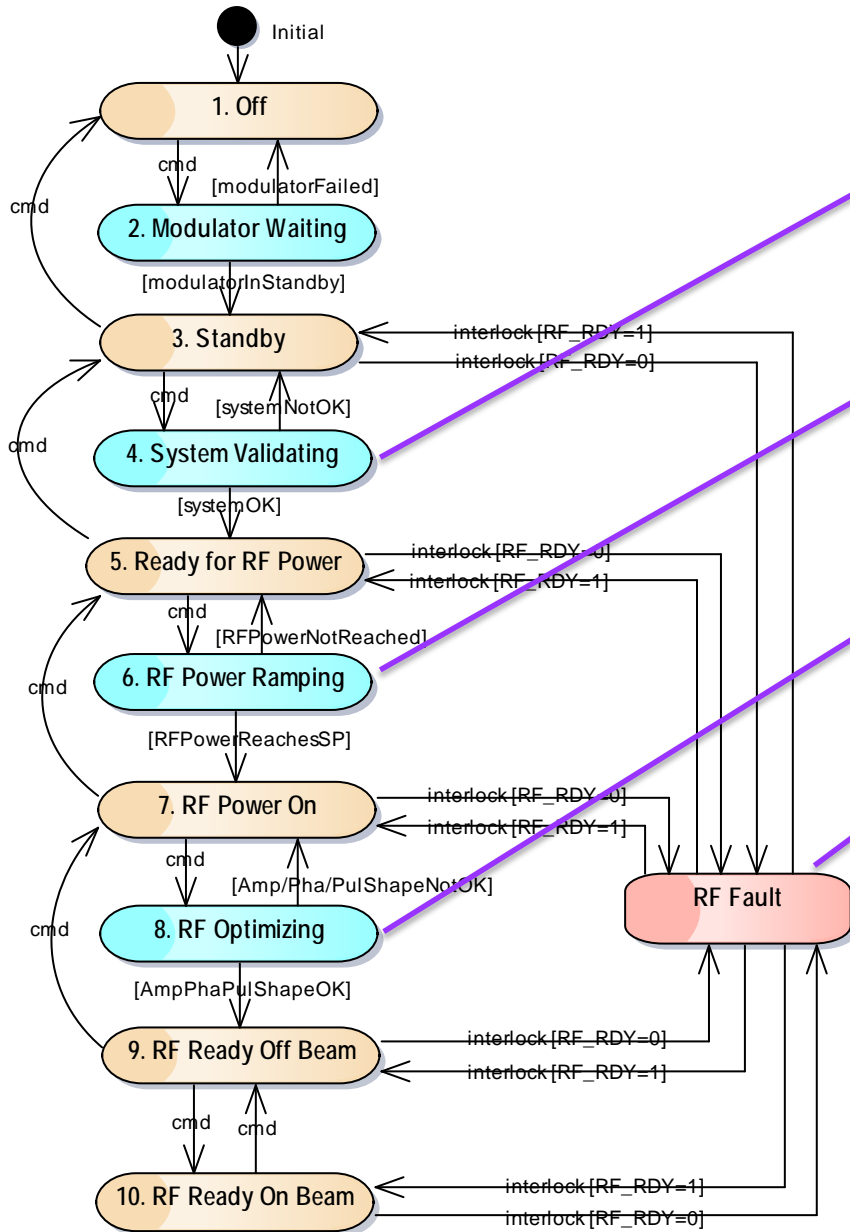 Initial
1. Off
cmd
[modulatorFailed]
cmd
2. Modulator Waiting
[modulatorInStandby]
3. Standby
interlock [RF_RDY=1]
interlock [RF_RDY=0]
cmd
[systemNotOK]
cmd
4. System Validating
[systemOK]
5. Ready for RF Power
interlock [RF_RDY=0]
interlock [RF_RDY=1]
cmd
[RFPowerNotReached]
cmd
6. RF Power Ramping
[RFPowerReachesSP]
7. RF Power On
interlock [RF_RDY=0]
interlock [RF_RDY=1]
cmd
[Amp/Pha/PulShapeNotOK]
RF Fault
cmd
8. RF Optimizing
[AmpPhaPulShapeOK]
9. RF Ready Off Beam
interlock [RF_RDY=0]
interlock [RF_RDY=1]
cmd
cmd
10. RF Ready On Beam
interlock [RF_RDY=1]
interlock [RF_RDY=0]